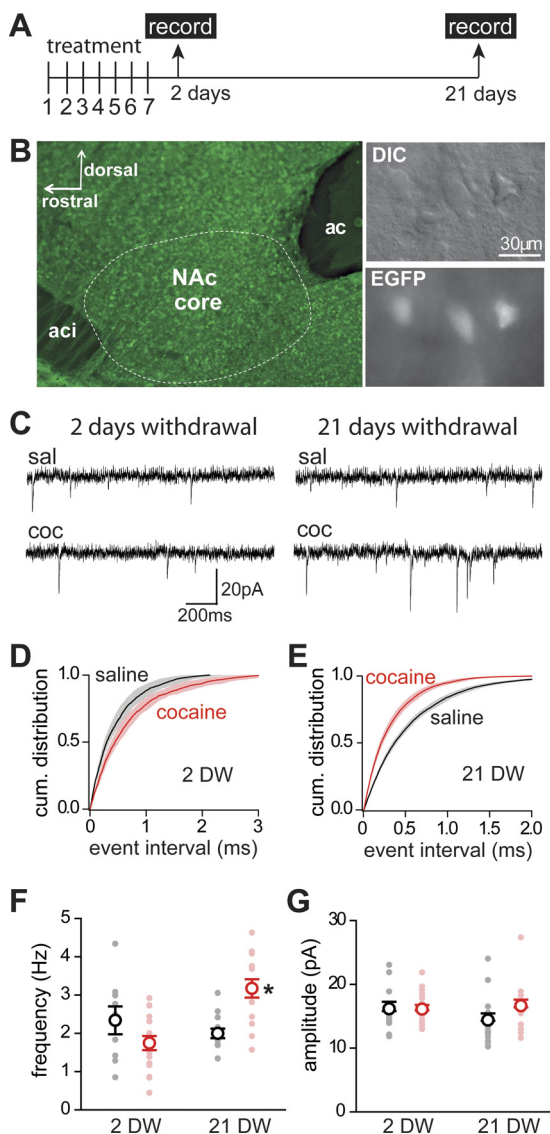 A
record
record
treatment
1 2 3 4 5 6 7
2 days
21 days
B
dorsal
rostral
ac
NAc
core
aci
DIC
30µm
EGFP
C
2 days withdrawal
21 days withdrawal
sal
sal
coc
coc
20pA
200ms
D
1.0
saline
cocaine
0.5
2 DW
0.0
0 1 2 3
event interval (ms)
cum. distribution
E
1.0
cocaine
saline
0.5
21 DW
0.0
0 0.5 1.0 1.5 2.0
event interval (ms)
cum. distribution
F
5
4
3
2
1
0
*
frequency (Hz)
2 DW 21 DW
G
30
20
10
0
amplitude (pA)
2 DW 21 DW